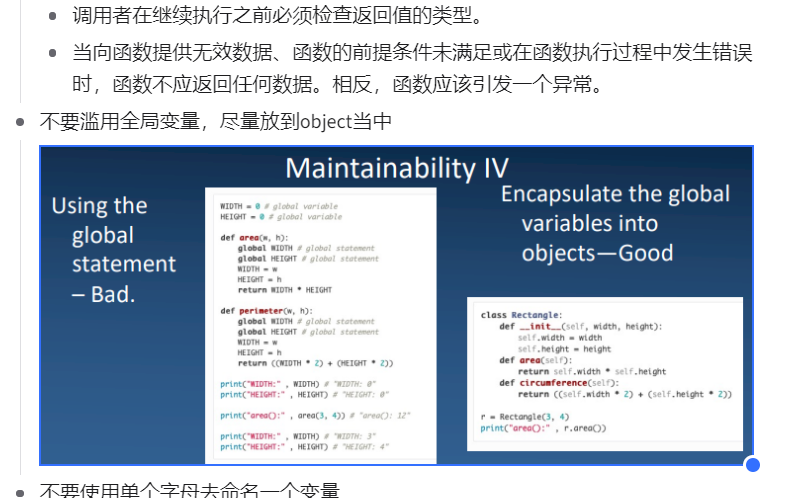 调用者在继续执行之前必须检查返回值的类型。
当向函数提供无效数据、函数的前提条件未满足或在函数执行过程中发生错误
时，函数不应返回任何数据。相反，函数应该引发一个异常。
不要滥用全局变量，尽量放到object当中
Maintainability IV
Using the
global
statement
– Bad.
WIDTH = 0 # global variable
HEIGHT = 0 # global variable
def area(w, h):
global WIDTH # global statement
global HEIGHT # global statement
WIDTH = w
HEIGHT = h
return WIDTH * HEIGHT
def perimeter(w, h):
global WIDTH # global statement
global HEIGHT # global statement
WIDTH = w
HEIGHT = h
return ((WIDTH * 2) + (HEIGHT * 2))
print("WIDTH:" , WIDTH) # "WIDTH: 0"
print("HEIGHT:" , HEIGHT) # "HEIGHT: 0"
print("area():" , area(3, 4)) # "area(): 12"
print("WIDTH:" , WIDTH) # "WIDTH: 3"
print("HEIGHT:" , HEIGHT) # "HEIGHT: 4"
Encapsulate the global
variables into
objects—Good
class Rectangle:
def __init__(self, width, height):
self.width = width
self.height = height
def area(self):
return self.width * self.height
def circumference(self):
return ((self.width * 2) + (self.height * 2))
r = Rectangle(3, 4)
print("area():" , r.area())
不要使用单个字母去命名一个变量